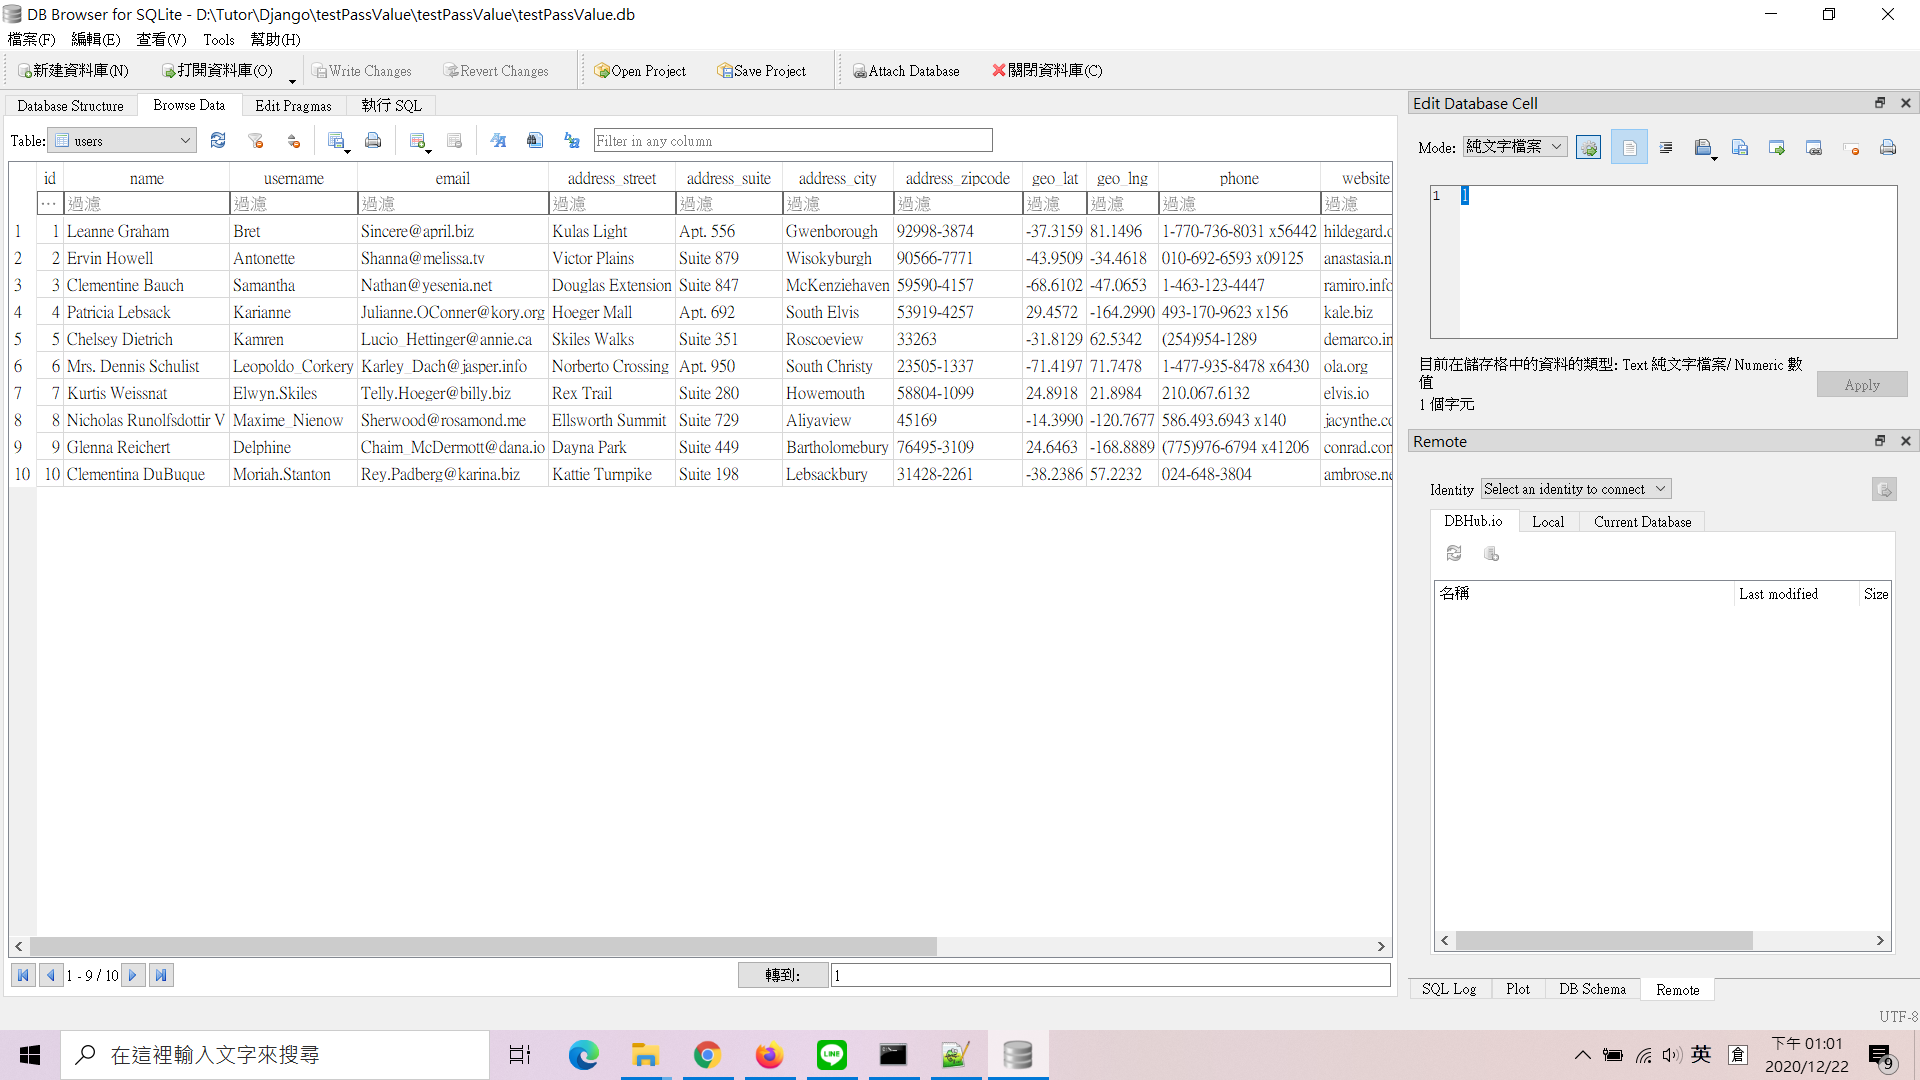 DB Browser for SQLite - D:\Tutor\Django\testPassValue\testPassValue\testPassValue.db
檔案(F) 編輯(E) 查看(V) Tools 幫助(H)
新建資料庫(N) 打開資料庫(O) Write Changes Revert Changes Open Project Save Project Attach Database 關閉資料庫(C)
Database Structure Browse Data Edit Pragmas 執行 SQL
Table: users Filter in any column
id name username email address_street address_suite address_city address_zipcode geo_lat geo_lng phone website
... 過濾 過濾 過濾 過濾 過濾 過濾 過濾 過濾 過濾 過濾 過濾
1 1 Leanne Graham Bret Sincere@april.biz Kulas Light Apt. 556 Gwenborough 92998-3874 -37.3159 81.1496 1-770-736-8031 x56442 hildegard.o
2 2 Ervin Howell Antonette Shanna@melissa.tv Victor Plains Suite 879 Wisokyburgh 90566-7771 -43.9509 -34.4618 010-692-6593 x09125 anastasia.n
3 3 Clementine Bauch Samantha Nathan@yesenia.net Douglas Extension Suite 847 McKenziehaven 59590-4157 -68.6102 -47.0653 1-463-123-4447 ramiro.info
4 4 Patricia Lebsack Karianne Julianne.OConner@kory.org Hoeger Mall Apt. 692 South Elvis 53919-4257 29.4572 -164.2990 493-170-9623 x156 kale.biz
5 5 Chelsey Dietrich Kamren Lucio_Hettinger@annie.ca Skiles Walks Suite 351 Roscoeview 33263 -31.8129 62.5342 (254)954-1289 demarco.in
6 6 Mrs. Dennis Schulist Leopoldo_Corkery Karley_Dach@jasper.info Norberto Crossing Apt. 950 South Christy 23505-1337 -71.4197 71.7478 1-477-935-8478 x6430 ola.org
7 7 Kurtis Weissnat Elwyn.Skiles Telly.Hoeger@billy.biz Rex Trail Suite 280 Howemouth 58804-1099 24.8918 21.8984 210.067.6132 elvis.io
8 8 Nicholas Runolfsdottir V Maxime_Nienow Sherwood@rosamond.me Ellsworth Summit Suite 729 Aliyaview 45169 -14.3990 -120.7677 586.493.6943 x140 jacynthe.co
9 9 Glenna Reichert Delphine Chaim_McDermott@dana.io Dayna Park Suite 449 Bartholomebury 76495-3109 24.6463 -168.8889 (775)976-6794 x41206 conrad.con
10 10 Clementina DuBuque Moriah.Stanton Rey.Padberg@karina.biz Kattie Turnpike Suite 198 Lebsackbury 31428-2261 -38.2386 57.2232 024-648-3804 ambrose.ne
1 - 9 / 10 轉到: 1
Edit Database Cell
Mode: 純文字檔案
1 1
目前在儲存格中的資料的類型: Text 純文字檔案/ Numeric 數
值
1 個字元
Apply
Remote
Identity Select an identity to connect
DBHub.io Local Current Database
名稱 Last modified Size
SQL Log Plot DB Schema Remote
UTF-8
在這裡輸入文字來搜尋
LINE
英 倉
下午 01:01
2020/12/22
9